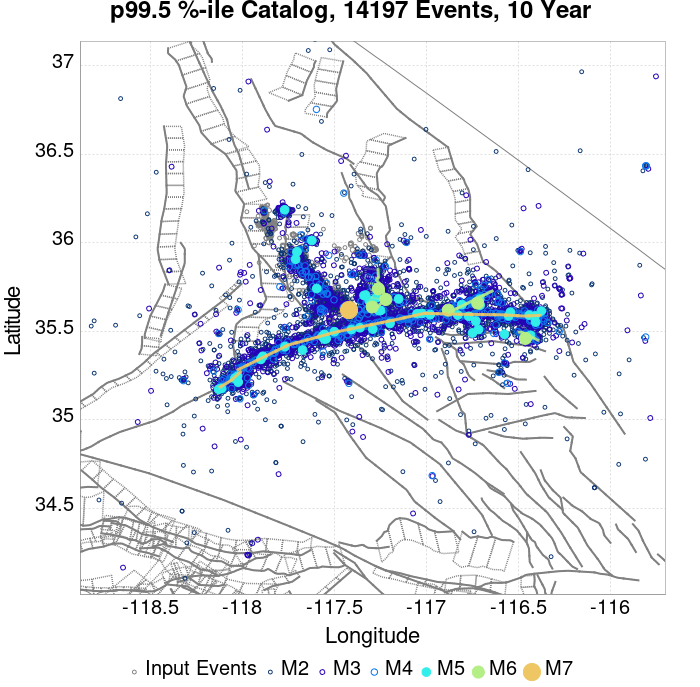 p99.5 %-ile Catalog, 14197 Events, 10 Year
37
36.5
36
35.5
35
34.5
Latitude
-118.5 -118 -117.5 -117 -116.5 -116
Longitude
Input Events M2 M3 M4 M5 M6 M7